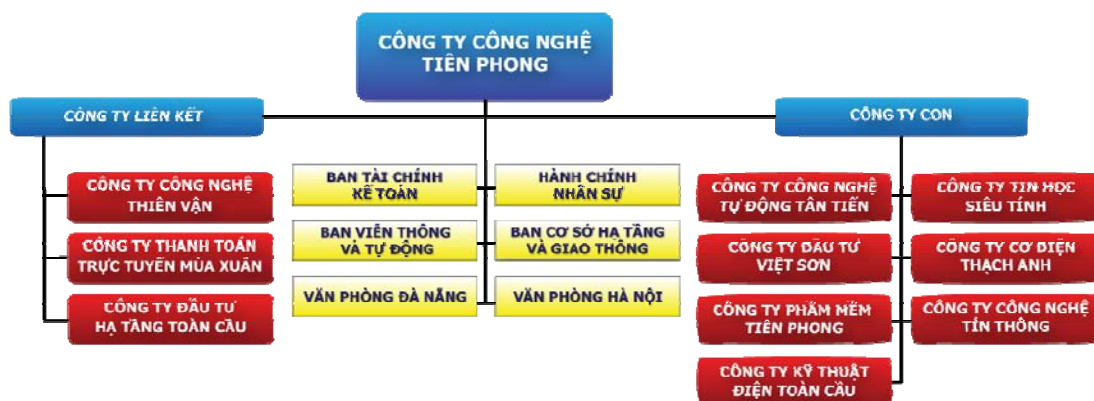 CÔNG TY CÔNG NGHỆ
TIÊN PHONG
CÔNG TY LIÊN KẾT
CÔNG TY CON
CÔNG TY CÔNG NGHỆ
THIÊN VẬN
CÔNG TY THANH TOÁN
TRỰC TUYẾN MÙA XUÂN
CÔNG TY ĐẦU TƯ
HẠ TẦNG TOÀN CẦU
BAN TÀI CHÍNH
KẾ TOÁN
HÀNH CHÍNH
NHÂN SỰ
BAN VIỄN THÔNG
VÀ TỰ ĐỘNG
BAN CƠ SỞ HẠ TẦNG
VÀ GIAO THÔNG
VĂN PHÒNG ĐÀ NẴNG
VĂN PHÒNG HÀ NỘI
CÔNG TY CÔNG NGHỆ
TỰ ĐỘNG TÂN TIẾN
CÔNG TY TIN HỌC
SIÊU TÍNH
CÔNG TY ĐẦU TƯ
VIỆT SƠN
CÔNG TY CƠ ĐIỆN
THẠCH ANH
CÔNG TY PHẦM MỀM
TIÊN PHONG
CÔNG TY CÔNG NGHỆ
TÍN THÔNG
CÔNG TY KỸ THUẬT
ĐIỆN TOÀN CẦU